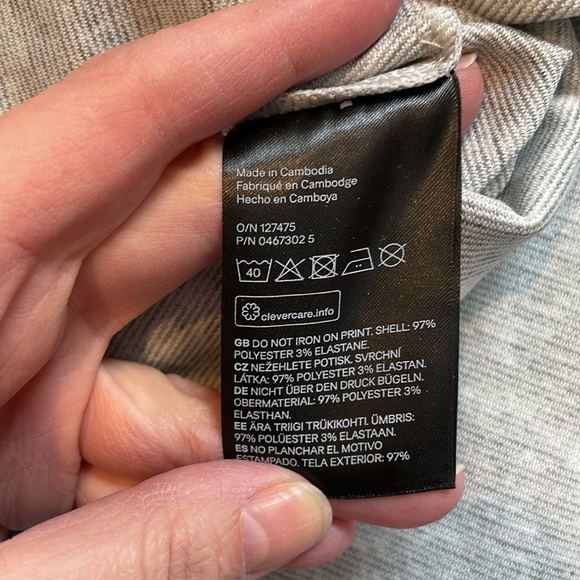 Made in Cambodia
Fabriqué en Cambodge
Hecho en Camboya
O/N 127475
P/N 0467302 5
40
clevercare.info
GB DO NOT IRON ON PRINT. SHELL: 97%
POLYESTER 3% ELASTANE.
CZ NEŽEHLETE POTISK. SVRCHNÍ
LÁTKA: 97% POLYESTER 3% ELASTAN.
DE NICHT ÜBER DEN DRUCK BÜGELN.
OBERMATERIAL: 97% POLYESTER 3%
ELASTHAN.
EE ÄRA TRIIGI TRÜKIKOHTI. ÜMBRIS:
97% POLÜESTER 3% ELASTAAN.
ES NO PLANCHAR EL MOTIVO
ESTAMPADO. TELA EXTERIOR: 97%